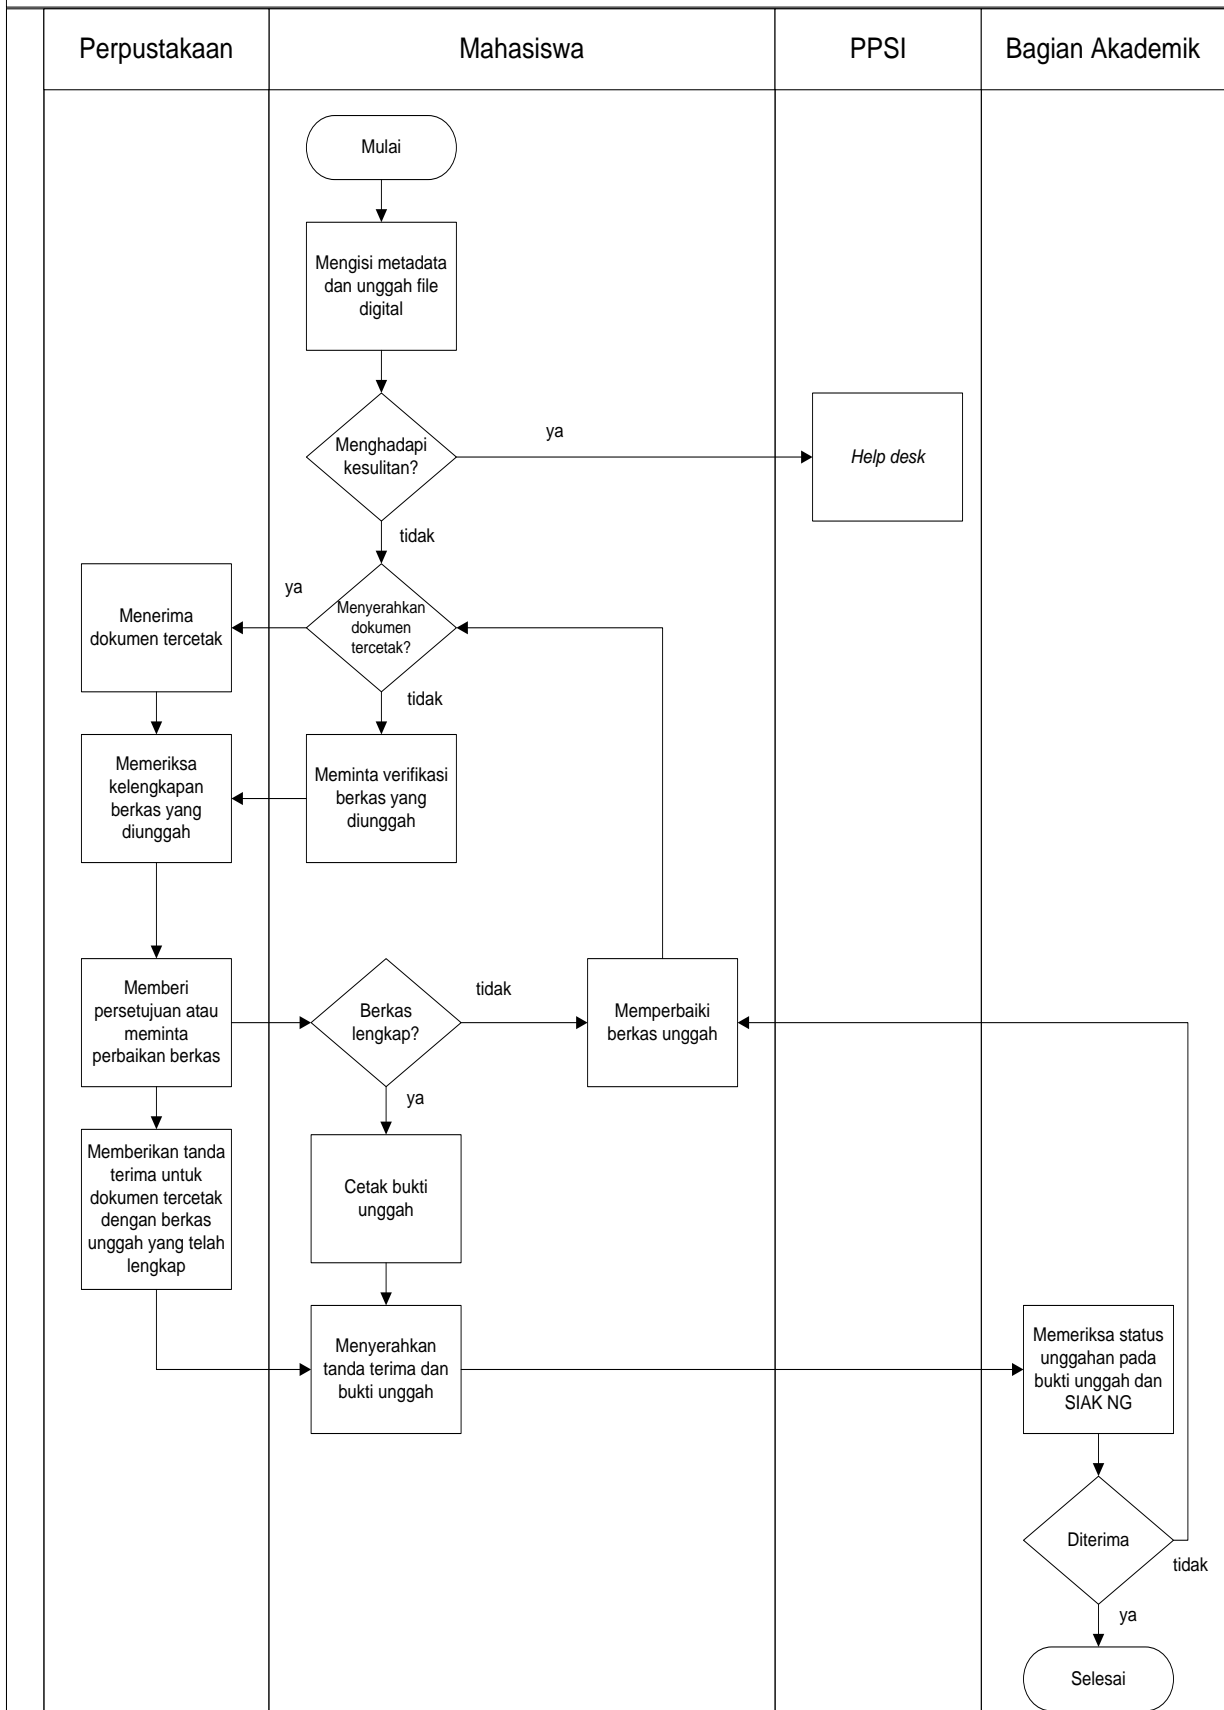 Perpustakaan
Mahasiswa
PPSI
Bagian Akademik
Mulai
Mengisi metadata
dan unggah file
digital
Menghadapi
kesulitan?
ya
Help desk
tidak
Menyerahkan
dokumen
tercetak?
ya
Menerima
dokumen tercetak
tidak
Memeriksa
kelengkapan
berkas yang
diunggah
Meminta verifikasi
berkas yang
diunggah
Memberi
persetujuan atau
meminta
perbaikan berkas
Berkas
lengkap?
tidak
Memperbaiki
berkas unggah
ya
Memberikan tanda
terima untuk
dokumen tercetak
dengan berkas
unggah yang telah
lengkap
Cetak bukti
unggah
Menyerahkan
tanda terima dan
bukti unggah
Memeriksa status
unggahan pada
bukti unggah dan
SIAK NG
Diterima
tidak
ya
Selesai